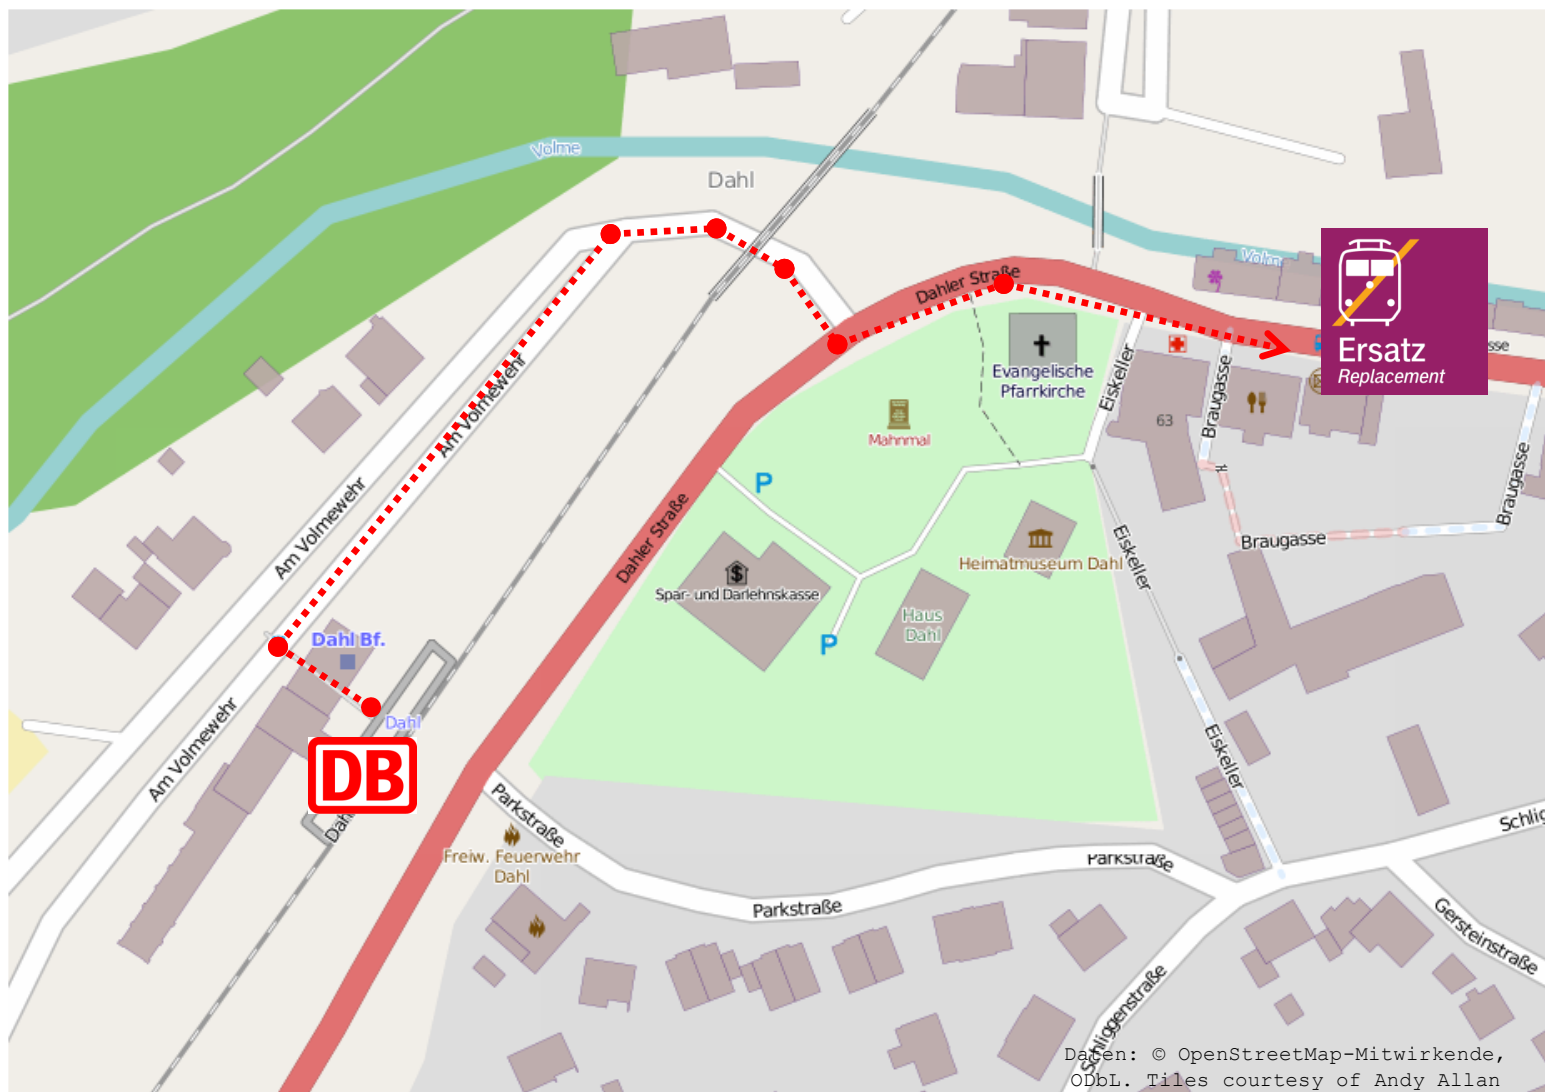 Volme
Dahl
Dahler Straße
Volme
Ersatz
Replacement
Evangelische
Pfarrkirche
Eiskeller
Braugasse
63
Mahnmal
Am Volmewehr
Am Volmewehr
Am Volmewehr
P
Dahler Straße
Braugasse
Braugasse
Heimatmuseum Dahl
Eiskeller
$
Spar- und Darlehnskasse
Haus
Dahl
P
Dahl Bf.
Dahl
DB
Eiskeller
Parkstraße
Freiw. Feuerwehr
Dahl
Parkstraße
Parkstraße
Gersteinstraße
Schliggenstraße
Daten: © OpenStreetMap-Mitwirkende,
ODbL. Tiles courtesy of Andy Allan